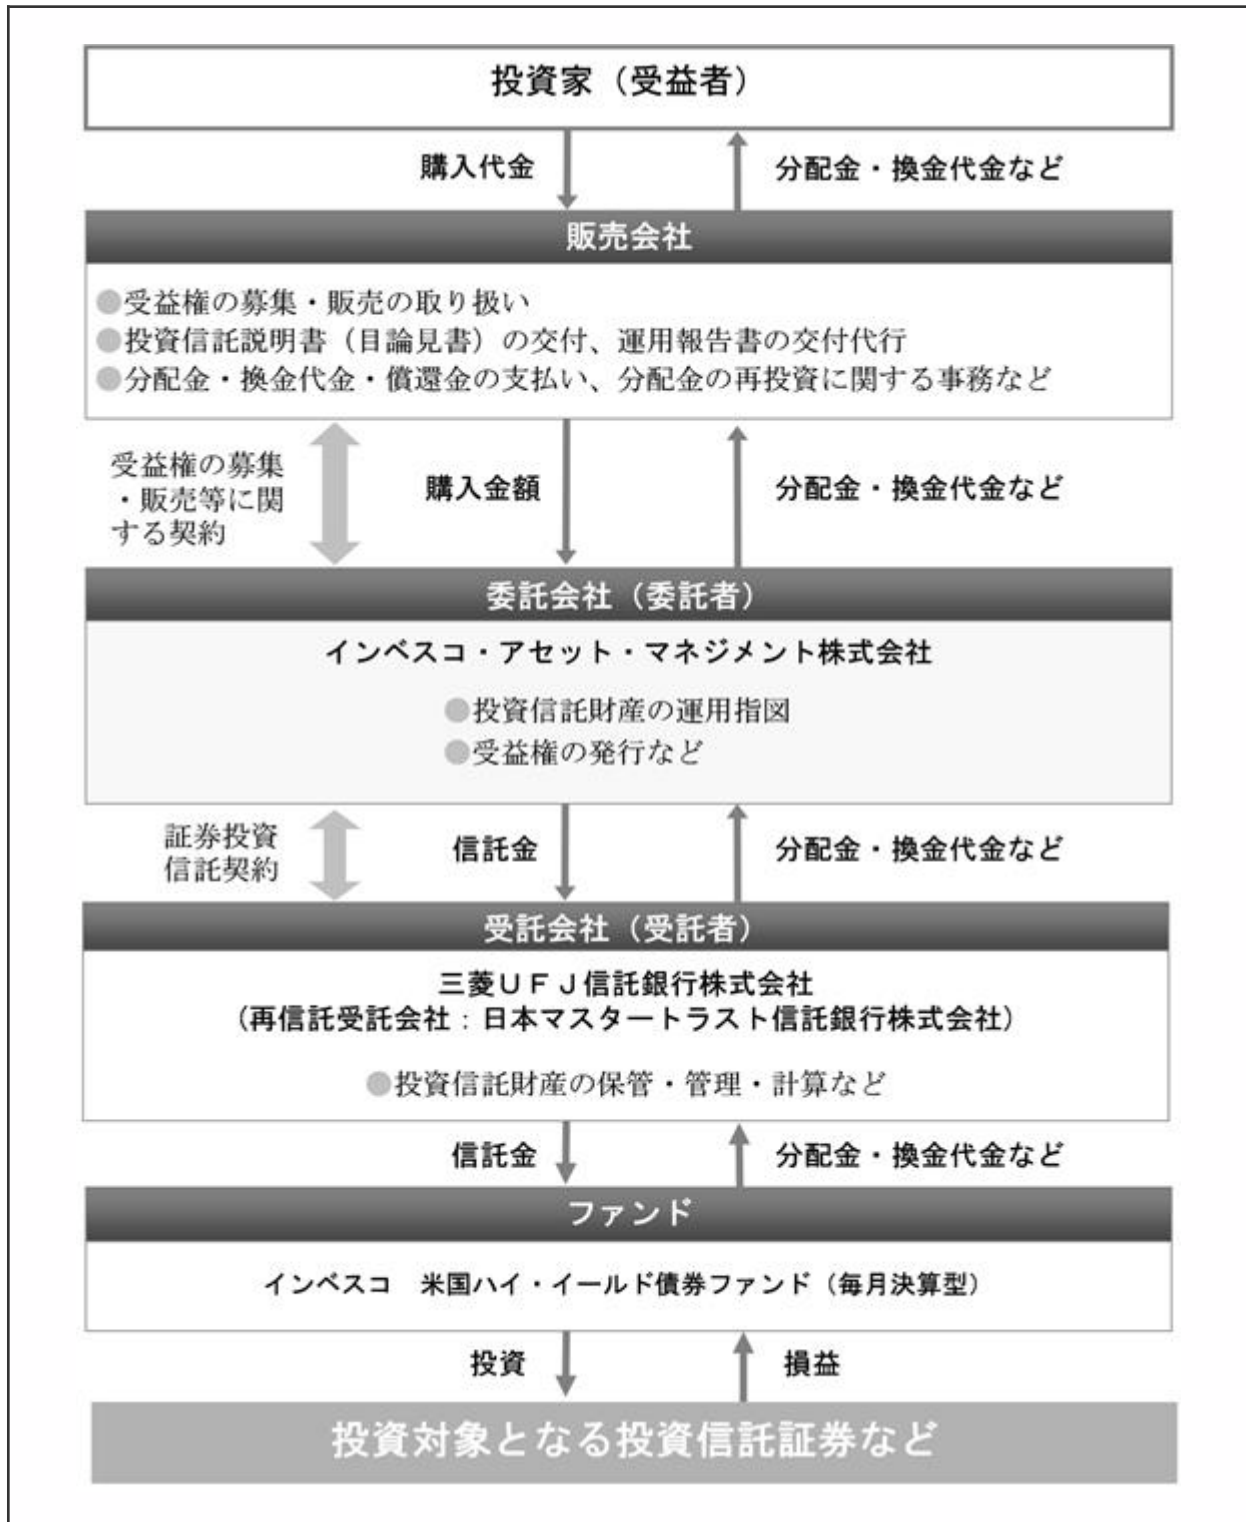 投資家（受益者）
購入代金
分配金・換金代金など
販売会社
●受益権の募集・販売の取り扱い
●投資信託説明書（目論見書）の交付、運用報告書の交付代行
●分配金・換金代金・償還金の支払い、分配金の再投資に関する事務など
受益権の募集
・販売等に関
する契約
購入金額
分配金・換金代金など
委託会社（委託者）
インベスコ・アセット・マネジメント株式会社
●投資信託財産の運用指図
●受益権の発行など
証券投資
信託契約
信託金
分配金・換金代金など
受託会社（受託者）
三菱ＵＦＪ信託銀行株式会社
（再信託受託会社：日本マスタートラスト信託銀行株式会社）
●投資信託財産の保管・管理・計算など
信託金
分配金・換金代金など
ファンド
インベスコ　米国ハイ・イールド債券ファンド（毎月決算型）
投資
損益
投資対象となる投資信託証券など